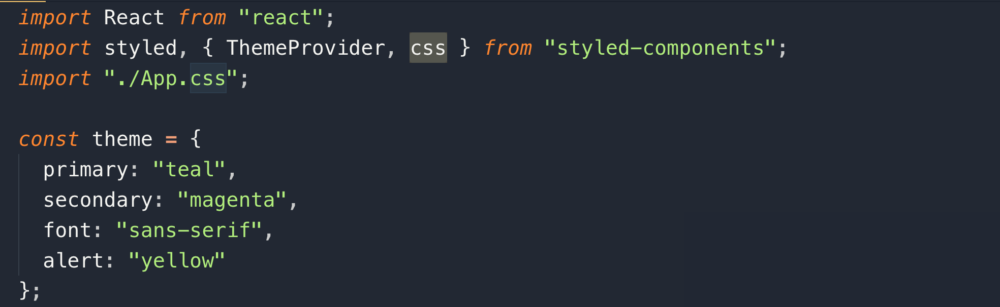 import React from "react";
import styled, { ThemeProvider, css } from "styled-components";
import "./App.css";
const theme = {
  primary: "teal",
  secondary: "magenta",
  font: "sans-serif",
  alert: "yellow"
};